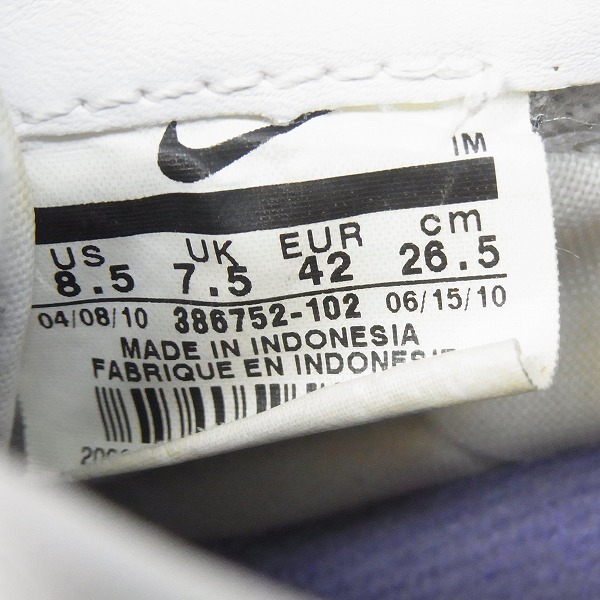 IM
US UK EUR cm
8.5 7.5 42 26.5
04/08/10 386752-102 06/15/10
MADE IN INDONESIA
FABRIQUE EN INDONESIE